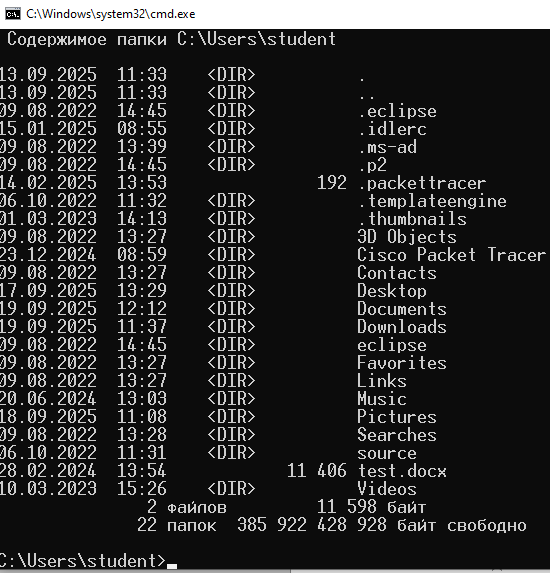 C:\Windows\system32\cmd.exe
Содержимое папки C:\Users\student
13.09.2025  11:33    <DIR>          .
13.09.2025  11:33    <DIR>          ..
09.08.2022  14:45    <DIR>          .eclipse
15.01.2025  08:55    <DIR>          .idlerc
09.08.2022  13:39    <DIR>          .ms-ad
09.08.2022  14:45    <DIR>          .p2
14.02.2025  13:53               192 .packettracer
06.10.2022  11:32    <DIR>          .templateengine
01.03.2023  14:13    <DIR>          .thumbnails
09.08.2022  13:27    <DIR>          3D Objects
23.12.2024  08:59    <DIR>          Cisco Packet Tracer
09.08.2022  13:27    <DIR>          Contacts
17.09.2025  13:29    <DIR>          Desktop
19.09.2025  12:12    <DIR>          Documents
19.09.2025  11:37    <DIR>          Downloads
09.08.2022  14:45    <DIR>          eclipse
09.08.2022  13:27    <DIR>          Favorites
09.08.2022  13:27    <DIR>          Links
20.06.2024  13:03    <DIR>          Music
18.09.2025  11:08    <DIR>          Pictures
09.08.2022  13:28    <DIR>          Searches
06.10.2022  11:31    <DIR>          source
28.02.2024  13:54            11 406 test.docx
10.03.2023  15:26    <DIR>          Videos
2 файлов         11 598 байт
22 папок  385 922 428 928 байт свободно
C:\Users\student>